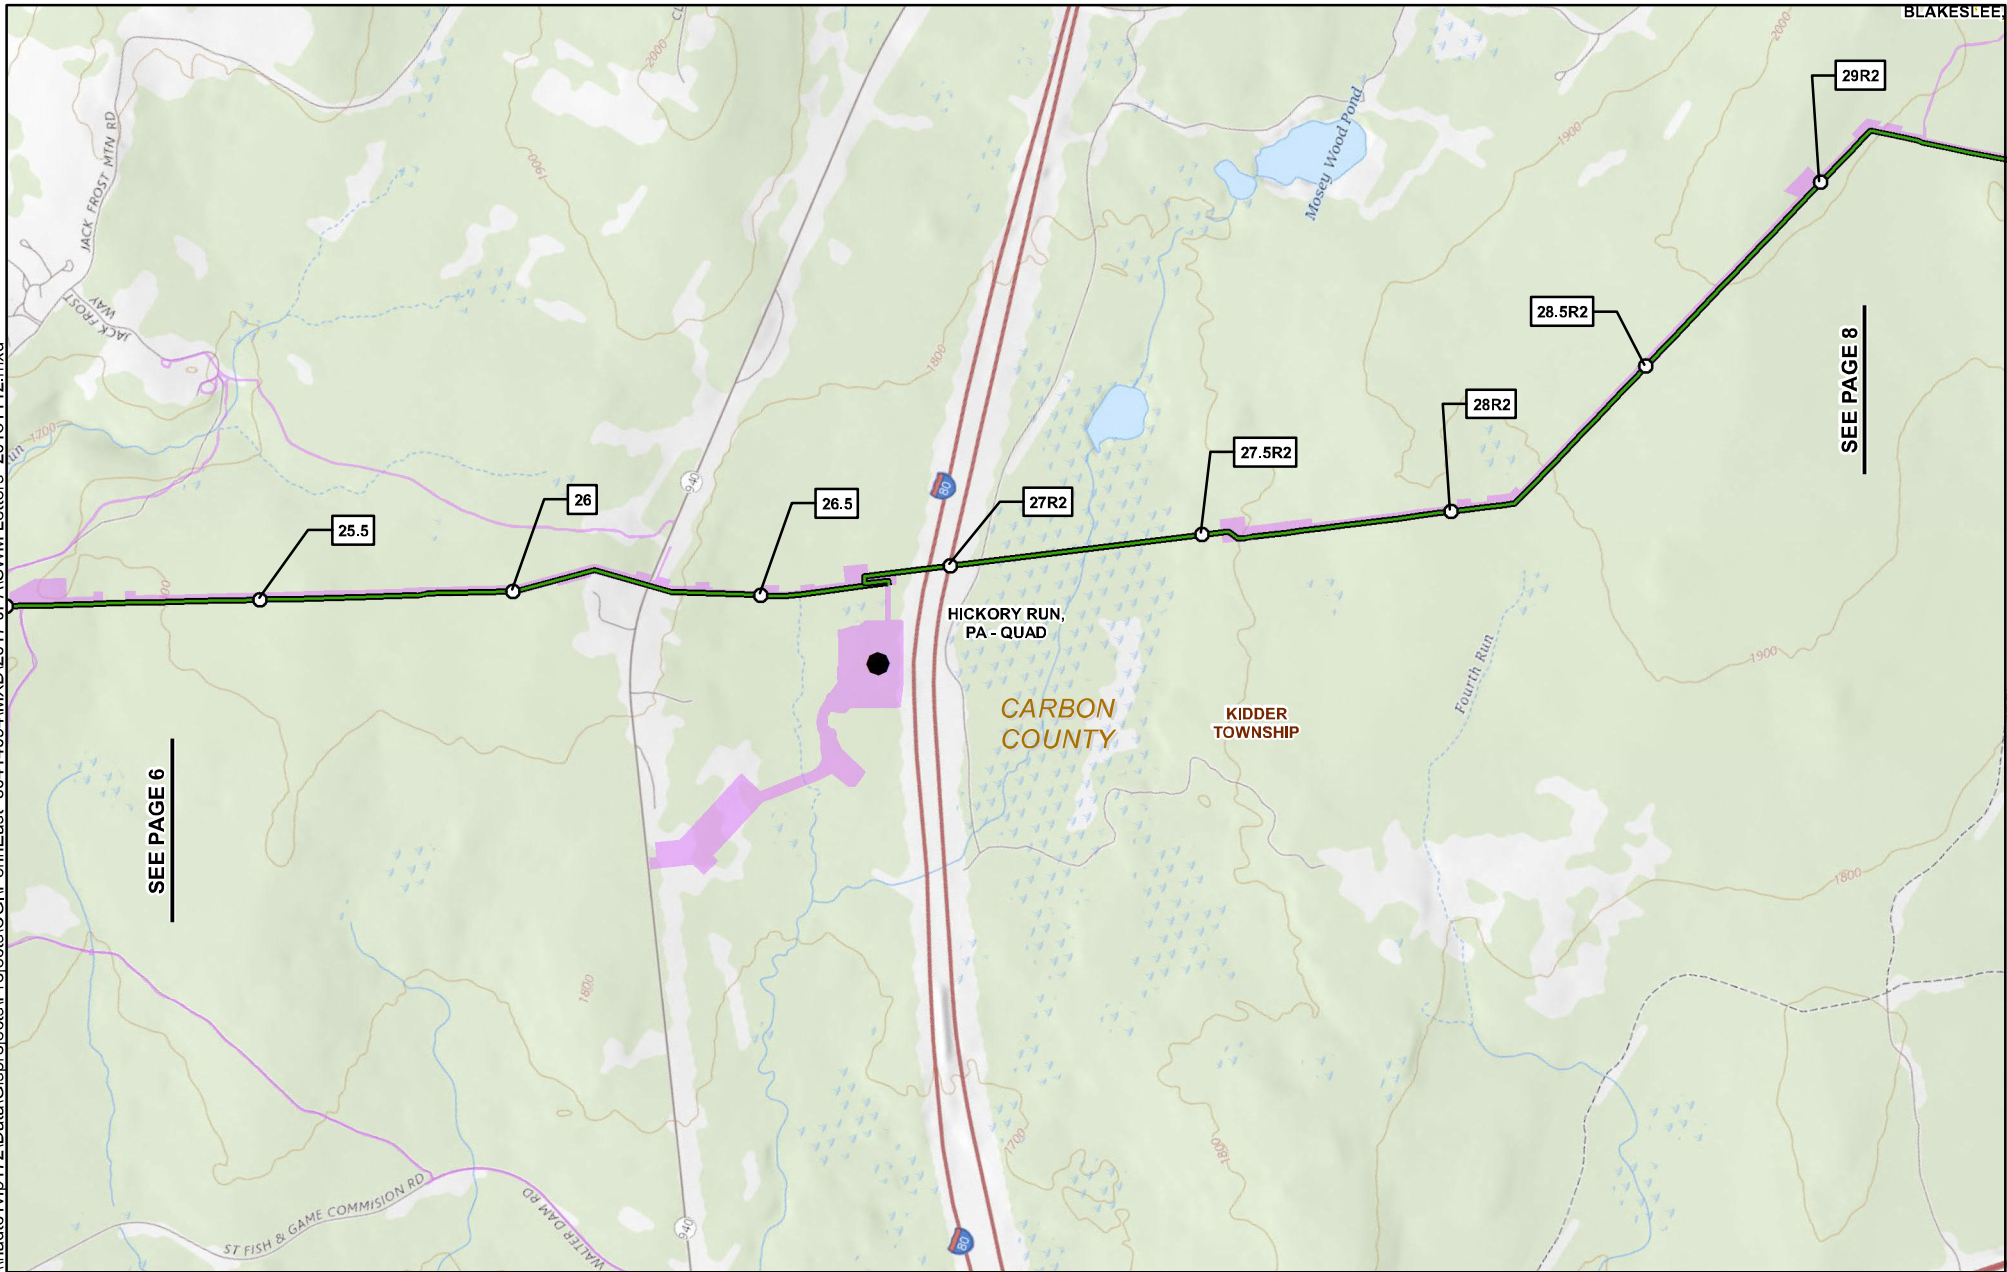 BLAKESLEE,
2000
2000
CL
29R2
JACK FROST MTN RD
1900
1900
Mosey Wood Pond
JACK FROST
WAY
28.5R2
1800
SEE PAGE 8
28R2
1700
un
27.5R2
940
80
26
26.5
27R2
25.5
HICKORY RUN,
PA - QUAD
Fourth Run
1900
CARBON
COUNTY
KIDDER
TOWNSHIP
SEE PAGE 6
1800
1800
1700
1800
ST FISH & GAME COMMISION RD
WALTER DAM RD
940
80